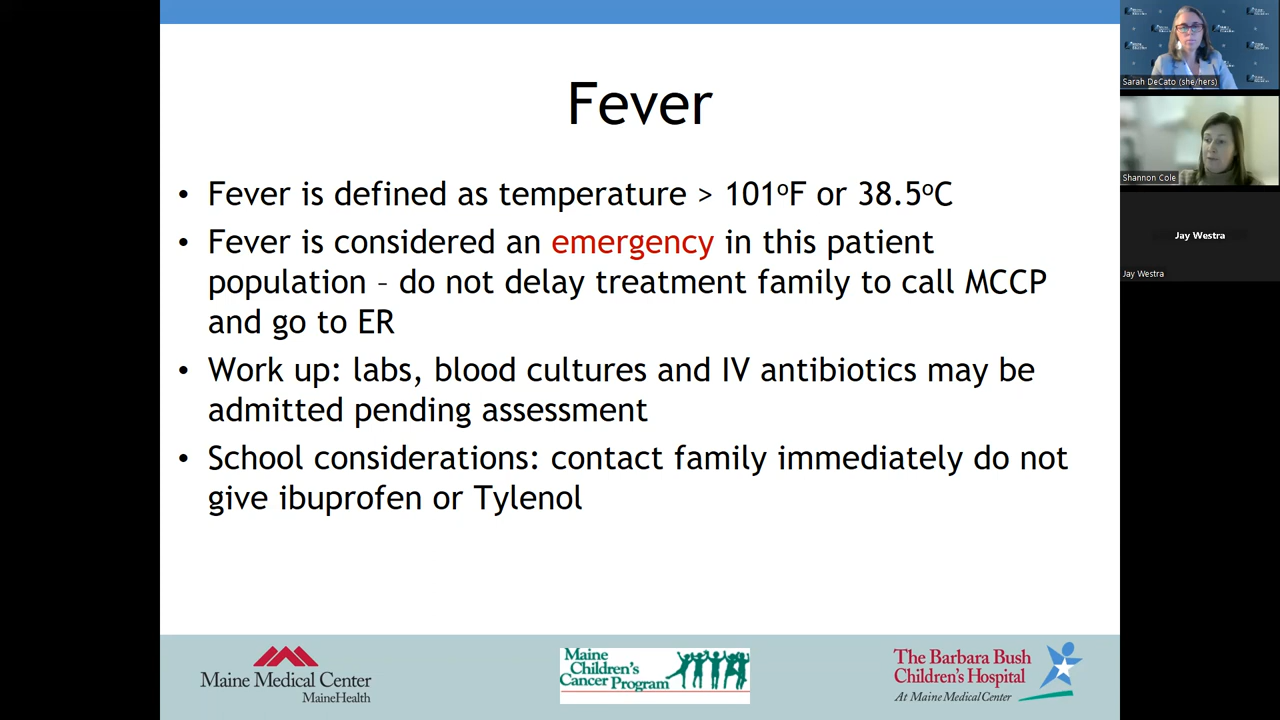 Fever
• Fever is defined as temperature > 101ºF or 38.5ºC
• Fever is considered an emergency in this patient
population – do not delay treatment family to call MCCP
and go to ER
• Work up: labs, blood cultures and IV antibiotics may be
admitted pending assessment
• School considerations: contact family immediately do not
give ibuprofen or Tylenol
Maine Medical Center
MaineHealth
Maine
Children's
Cancer Program
The Barbara Bush
Children's Hospital
At Maine Medical Center
Sarah DeCato (she/hers)
Shannon Cole
Jay Westra
Jay Westra